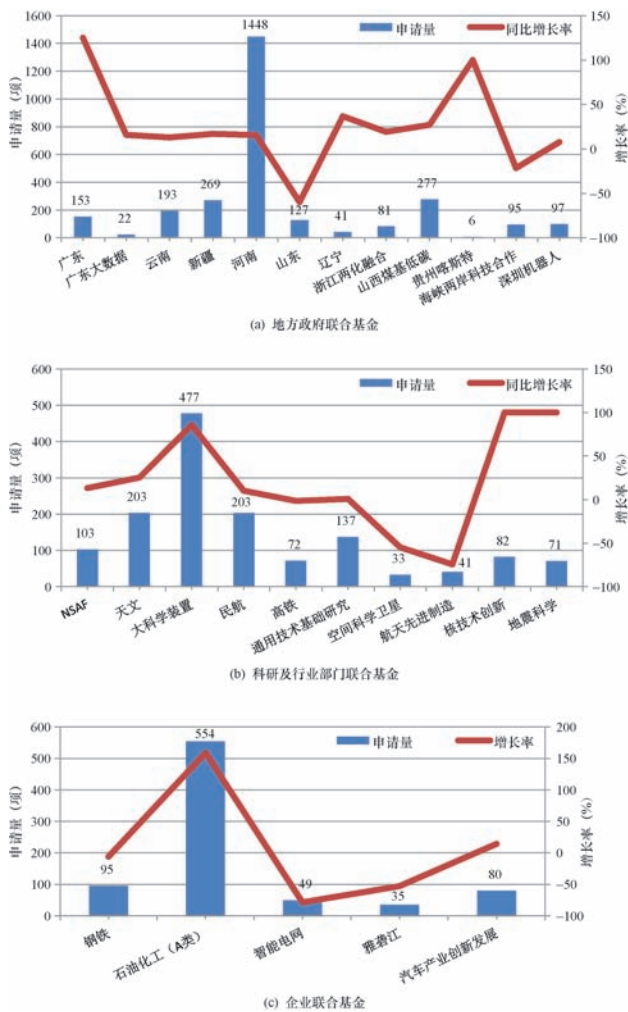 1600
1400
1200
1000
800
600
400
200
0
申请量（项）
150
100
50
0
−50
−100
增长率（%）
申请量
同比增长率
153
22
193
269
1448
127
41
81
277
6
95
97
广东
广东大数据
云南
新疆
河南
山东
辽宁
浙江两化融合
山西煤基低碳
贵州喀斯特
海峡两岸科技合作
深圳机器人
(a) 地方政府联合基金
600
500
400
300
200
100
0
申请量（项）
150
100
50
0
−50
−100
增长率（%）
申请量
同比增长率
103
203
477
203
72
137
33
41
82
71
NSAF
天文
大科学装置
民航
高铁
通用技术基础研究
空间科学卫星
航天先进制造
核技术创新
地震科学
(b) 科研及行业部门联合基金
600
500
400
300
200
100
0
申请量（项）
200
150
100
50
0
−50
−100
增长率（%）
申请量
增长率
95
554
49
35
80
钢铁
石油化工（A类）
智能电网
雅砻江
汽车产业创新发展
(c) 企业联合基金